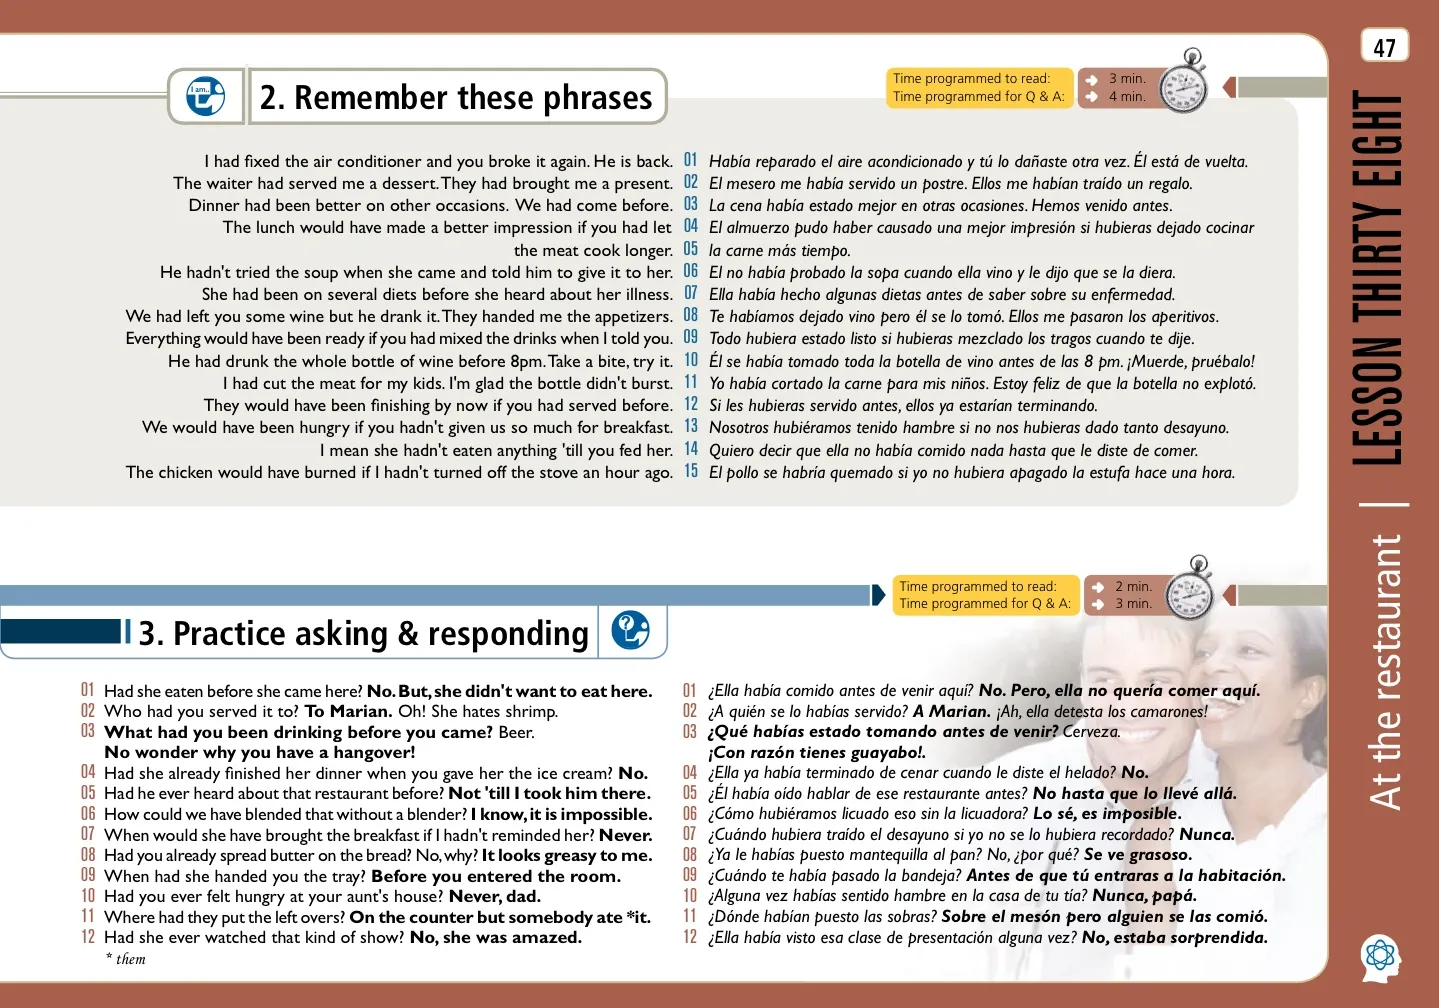 47
I am..
2. Remember these phrases
Time programmed to read: 3 min.
Time programmed for Q & A: 4 min.
I had fixed the air conditioner and you broke it again. He is back. 01 Había reparado el aire acondicionado y tú lo dañaste otra vez. Él está de vuelta.
The waiter had served me a dessert. They had brought me a present. 02 El mesero me había servido un postre. Ellos me habían traído un regalo.
Dinner had been better on other occasions. We had come before. 03 La cena había estado mejor en otras ocasiones. Hemos venido antes.
The lunch would have made a better impression if you had let 04 El almuerzo pudo haber causado una mejor impresión si hubieras dejado cocinar
the meat cook longer. 05 la carne más tiempo.
He hadn't tried the soup when she came and told him to give it to her. 06 El no había probado la sopa cuando ella vino y le dijo que se la diera.
She had been on several diets before she heard about her illness. 07 Ella había hecho algunas dietas antes de saber sobre su enfermedad.
We had left you some wine but he drank it. They handed me the appetizers. 08 Te habíamos dejado vino pero él se lo tomó. Ellos me pasaron los aperitivos.
Everything would have been ready if you had mixed the drinks when I told you. 09 Todo hubiera estado listo si hubieras mezclado los tragos cuando te dije.
He had drunk the whole bottle of wine before 8pm. Take a bite, try it. 10 Él se había tomado toda la botella de vino antes de las 8 pm. ¡Muerde, pruébalo!
I had cut the meat for my kids. I'm glad the bottle didn't burst. 11 Yo había cortado la carne para mis niños. Estoy feliz de que la botella no explotó.
They would have been finishing by now if you had served before. 12 Si les hubieras servido antes, ellos ya estarían terminando.
We would have been hungry if you hadn't given us so much for breakfast. 13 Nosotros hubiéramos tenido hambre si no nos hubieras dado tanto desayuno.
I mean she hadn't eaten anything 'till you fed her. 14 Quiero decir que ella no había comido nada hasta que le diste de comer.
The chicken would have burned if I hadn't turned off the stove an hour ago. 15 El pollo se habría quemado si yo no hubiera apagado la estufa hace una hora.
Time programmed to read: 2 min.
Time programmed for Q & A: 3 min.
3. Practice asking & responding
?
01 Had she eaten before she came here? No. But, she didn't want to eat here.
02 Who had you served it to? To Marian. Oh! She hates shrimp.
03 What had you been drinking before you came? Beer.
No wonder why you have a hangover!
04 Had she already finished her dinner when you gave her the ice cream? No.
05 Had he ever heard about that restaurant before? Not 'till I took him there.
06 How could we have blended that without a blender? I know, it is impossible.
07 When would she have brought the breakfast if I hadn't reminded her? Never.
08 Had you already spread butter on the bread? No, why? It looks greasy to me.
09 When had she handed you the tray? Before you entered the room.
10 Had you ever felt hungry at your aunt's house? Never, dad.
11 Where had they put the left overs? On the counter but somebody ate *it.
12 Had she ever watched that kind of show? No, she was amazed.
* them
01 ¿Ella había comido antes de venir aquí? No. Pero, ella no quería comer aquí.
02 ¿A quién se lo habías servido? A Marian. ¡Ah, ella detesta los camarones!
03 ¿Qué habías estado tomando antes de venir? Cerveza.
¡Con razón tienes guayabo!.
04 ¿Ella ya había terminado de cenar cuando le diste el helado? No.
05 ¿Él había oído hablar de ese restaurante antes? No hasta que lo llevé allá.
06 ¿Cómo hubiéramos licuado eso sin la licuadora? Lo sé, es imposible.
07 ¿Cuándo hubiera traído el desayuno si yo no se lo hubiera recordado? Nunca.
08 ¿Ya le habías puesto mantequilla al pan? No, ¿por qué? Se ve grasoso.
09 ¿Cuándo te había pasado la bandeja? Antes de que tú entraras a la habitación.
10 ¿Alguna vez habías sentido hambre en la casa de tu tía? Nunca, papá.
11 ¿Dónde habían puesto las sobras? Sobre el mesón pero alguien se las comió.
12 ¿Ella había visto esa clase de presentación alguna vez? No, estaba sorprendida.
At the restaurant | LESSON THIRTY EIGHT